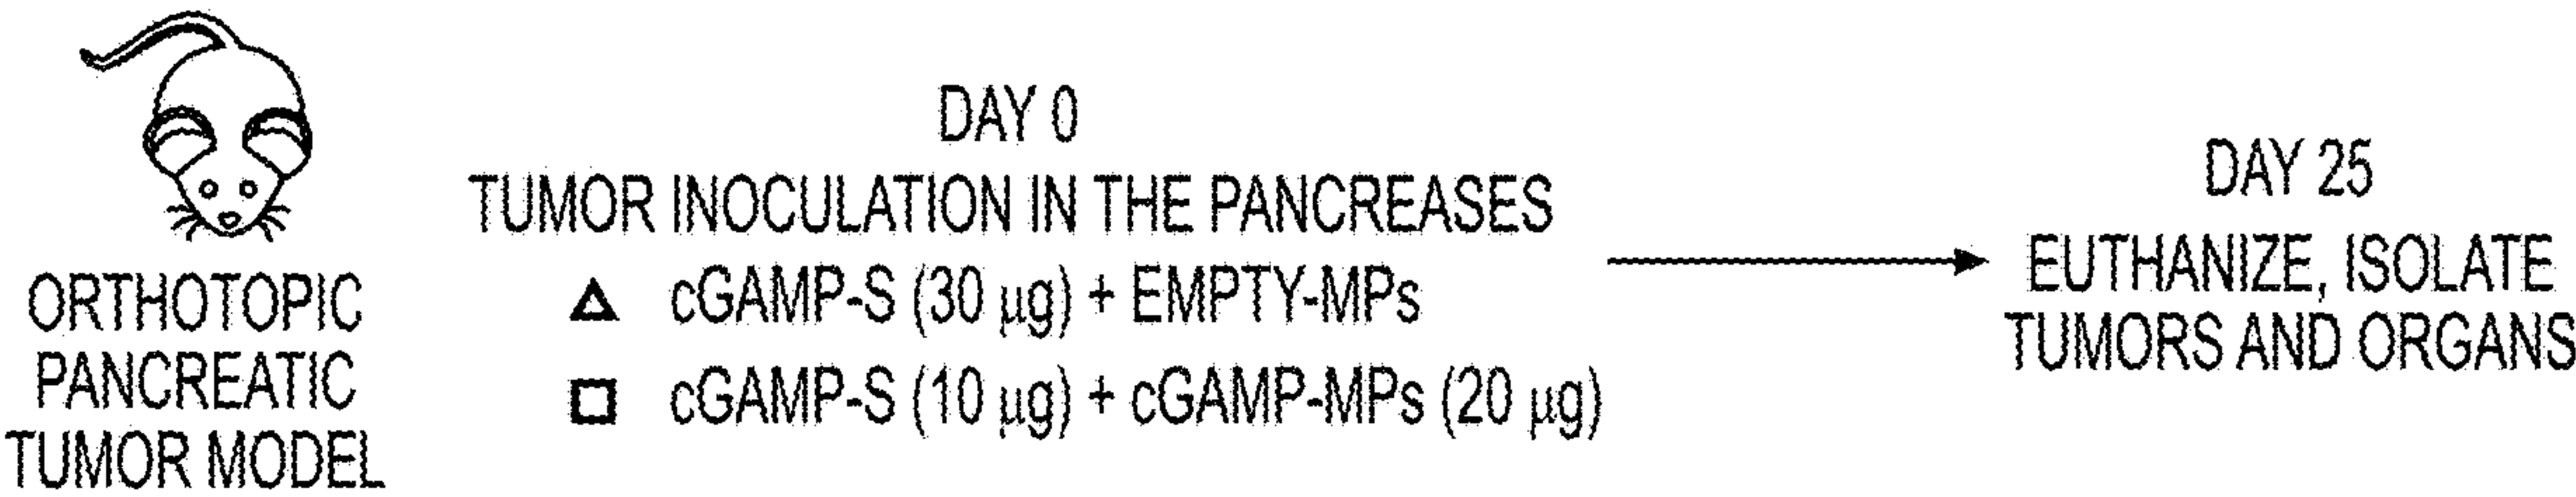 ORTHOTOPIC
PANCREATIC
TUMOR MODEL
DAY 0
TUMOR INOCULATION IN THE PANCREASES
cGAMP-S (30 µg) + EMPTY-MPs
cGAMP-S (10 µg) + cGAMP-MPs (20 µg)
DAY 25
EUTHANIZE, ISOLATE
TUMORS AND ORGANS